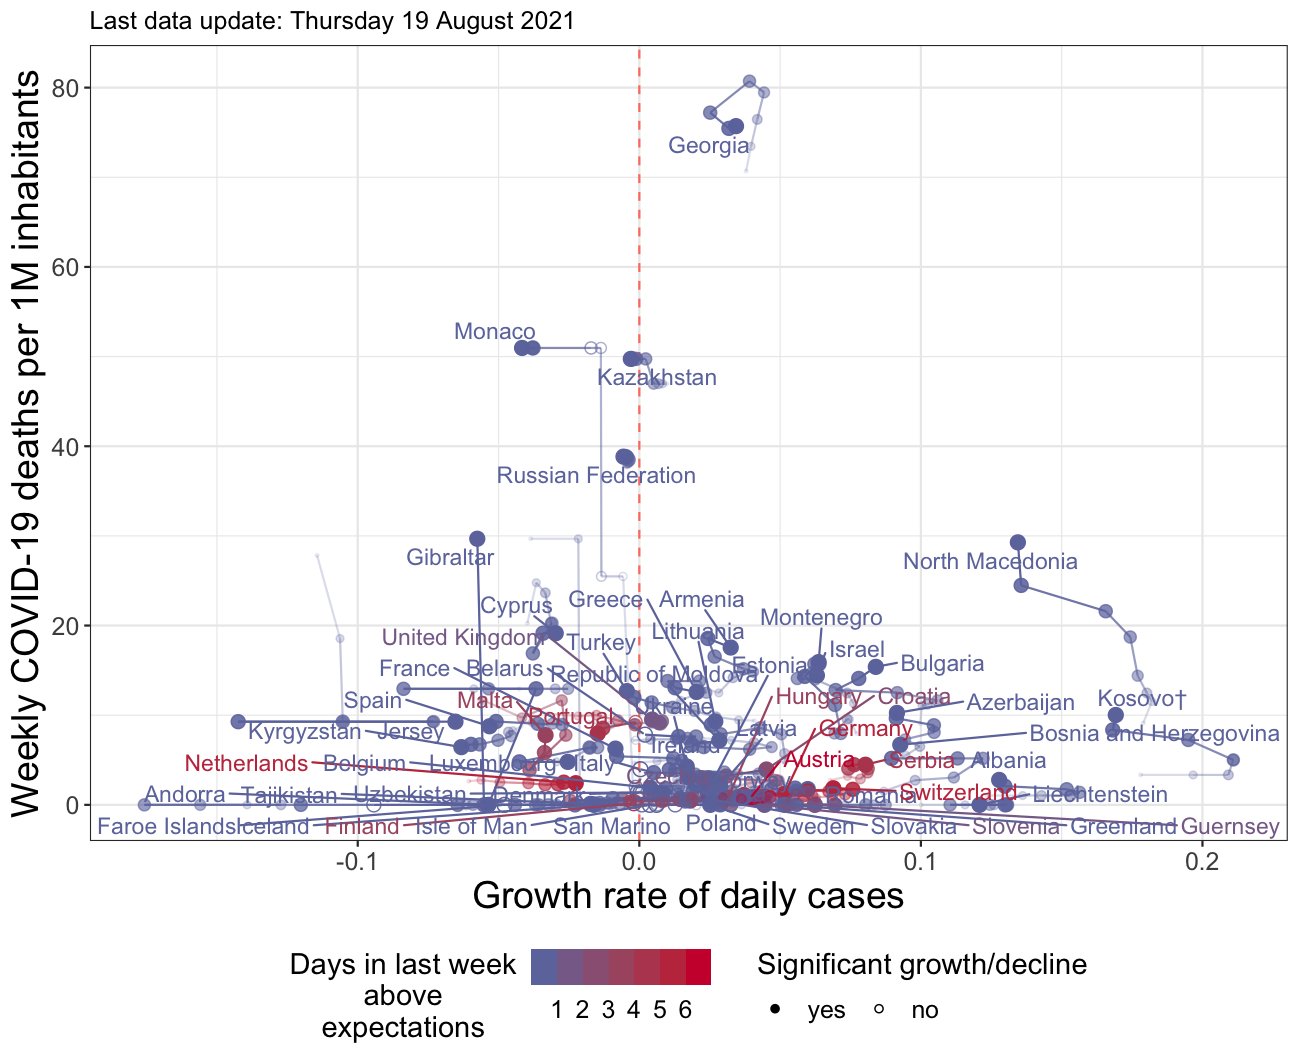 Last data update: Thursday 19 August 2021
Weekly COVID-19 deaths per 1M inhabitants
80
60
40
20
0
Georgia
Monaco
Kazakhstan
Russian Federation
Gibraltar
North Macedonia
Cyprus
Greece
Armenia
Montenegro
United Kingdom
Turkey
Lithuania
Israel
France
Belarus
Republic of Moldova
Estonia
Bulgaria
Spain
Malta
Portugal
Ukraine
Hungary
Croatia
Azerbaijan
Kosovo†
Kyrgyzstan
Jersey
Ireland
Latvia
Germany
Bosnia and Herzegovina
Netherlands
Belgium
Luxembourg
Italy
Austria
Serbia
Albania
Andorra
Tajikistan
Uzbekistan
Denmark
Romania
Switzerland
Liechtenstein
Faroe Islands
Iceland
Finland
Isle of Man
San Marino
Poland
Sweden
Slovakia
Slovenia
Greenland
Guernsey
-0.1
0.0
0.1
0.2
Growth rate of daily cases
Days in last week
above
expectations
1 2 3 4 5 6
Significant growth/decline
yes
no